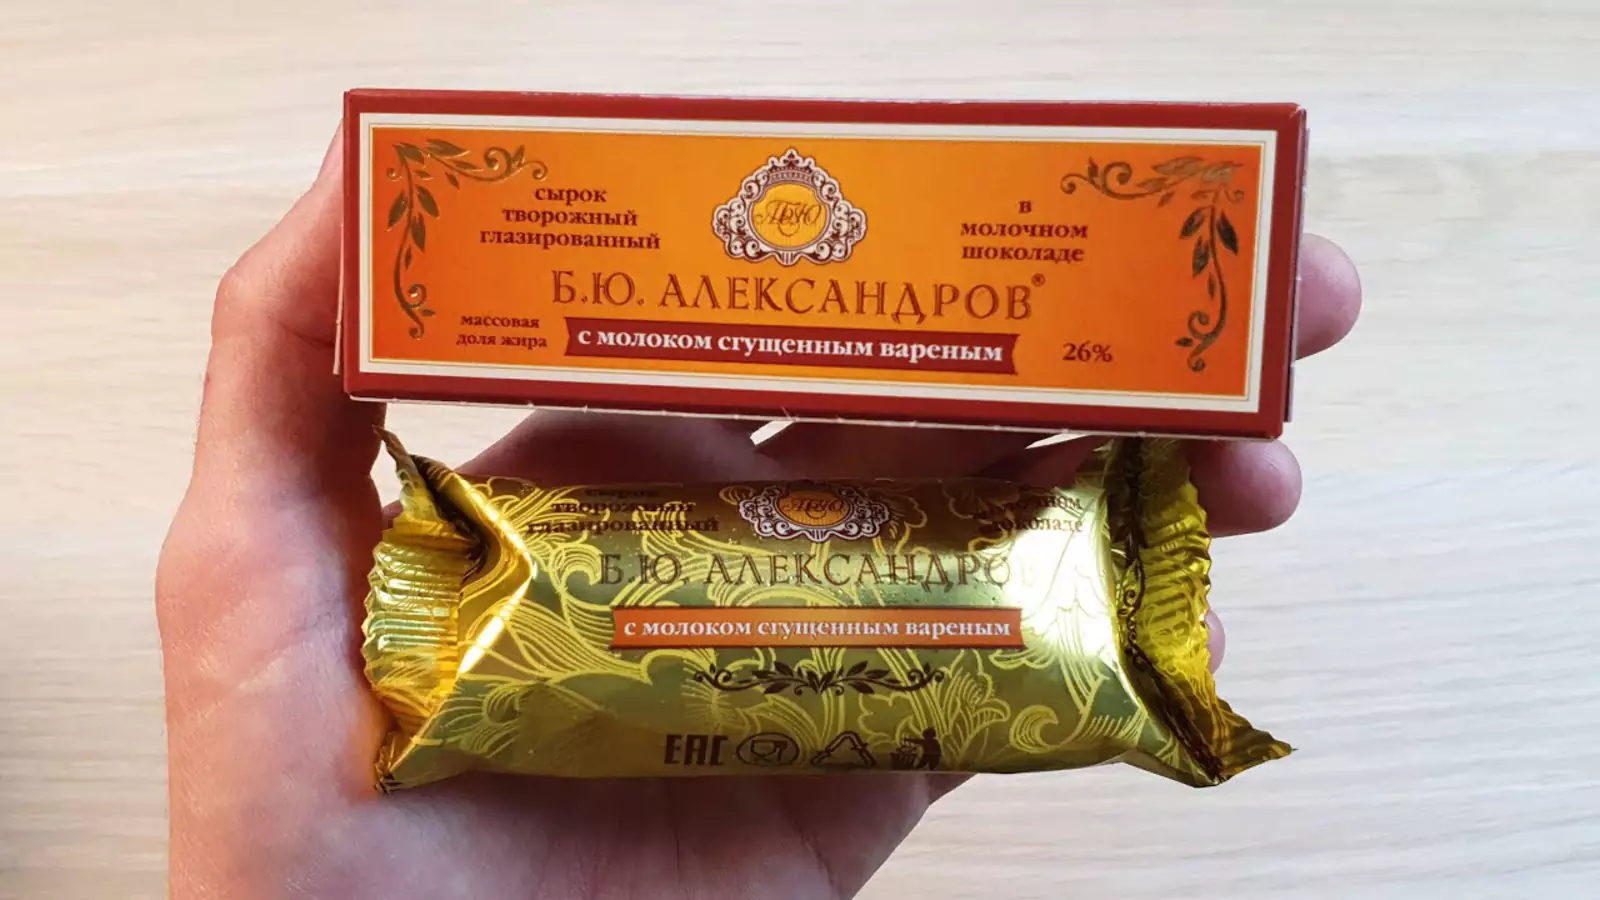 сырок
творожный
глазированный
в
молочном
шоколаде
Б.Ю. АЛЕКСАНДРОВ®
массовая
доля жира
с молоком сгущенным вареным
26%
сырок
творожный
глазированный
шоколаде
Б.Ю. АЛЕКСАНДРОВ
с молоком сгущенным вареным
ЕАС